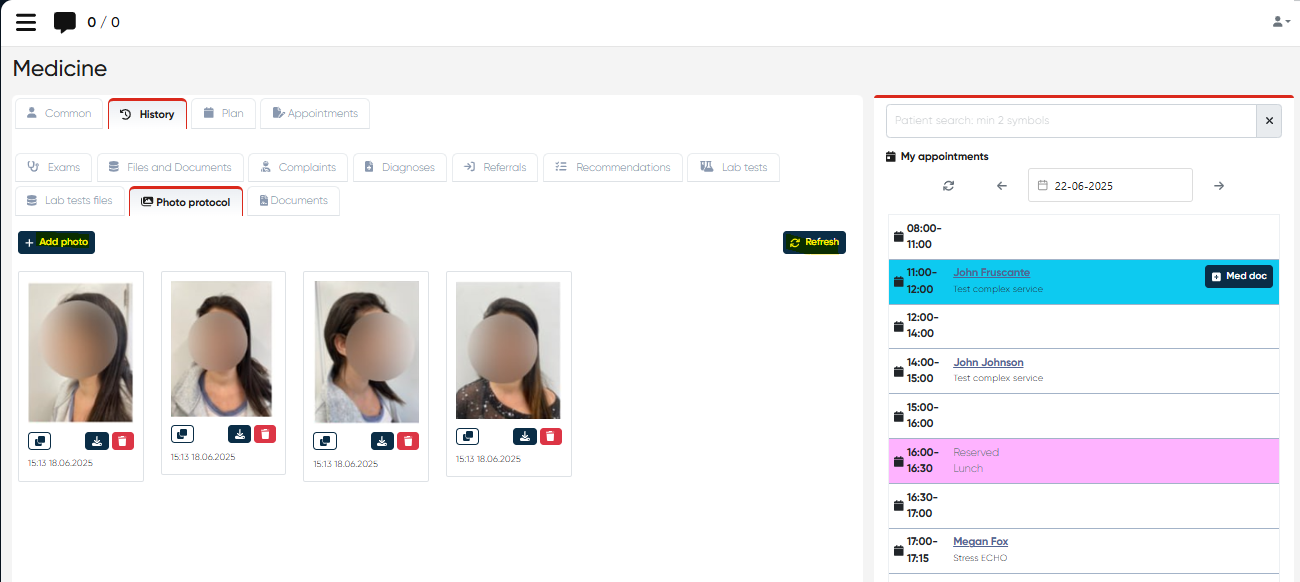 0 / 0
Medicine
Common History Plan Appointments
Exams Files and Documents Complaints Diagnoses Referrals Recommendations Lab tests
Lab tests files Photo protocol Documents
+ Add photo Refresh
15:13 18.06.2025
15:13 18.06.2025
15:13 18.06.2025
15:13 18.06.2025
Patient search: min 2 symbols
My appointments
22-06-2025
08:00-
11:00
11:00- John Fruscante Med doc
12:00 Test complex service
12:00-
14:00
14:00- John Johnson
15:00 Test complex service
15:00-
16:00
16:00- Reserved
16:30 Lunch
16:30-
17:00
17:00- Megan Fox
17:15 Stress ECHO